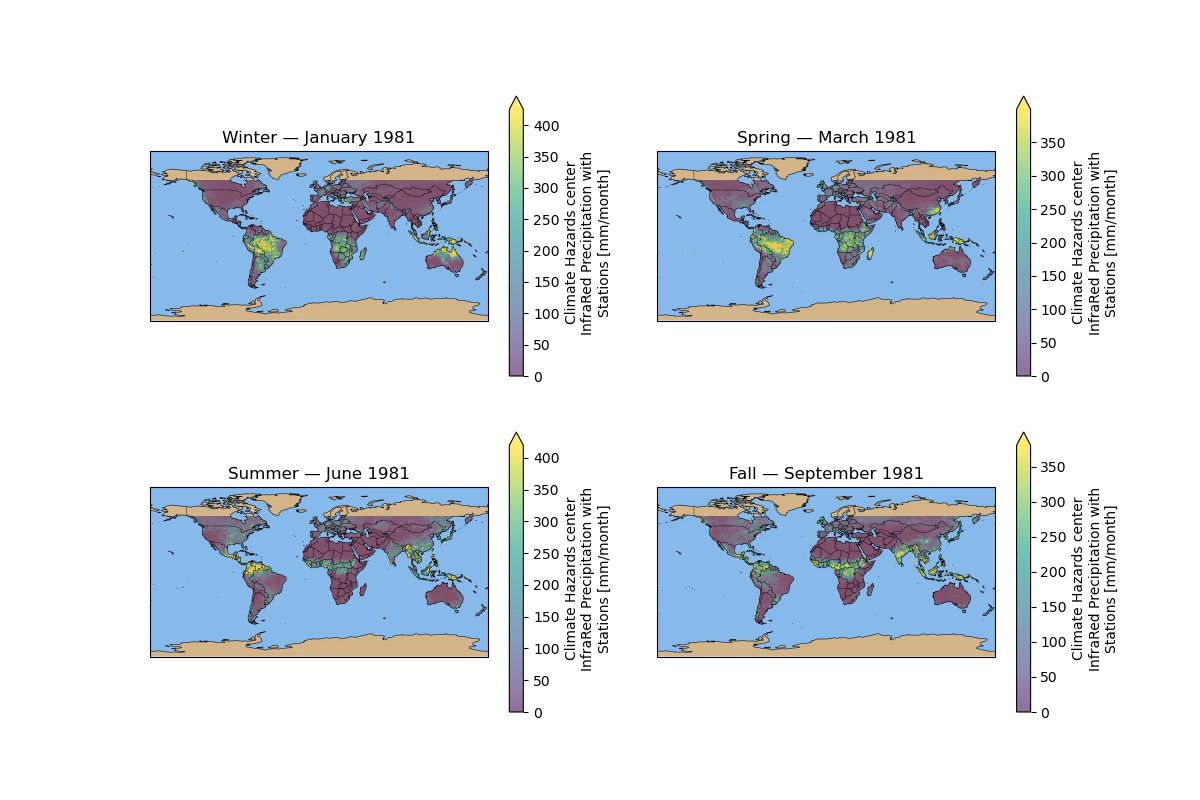 Winter — January 1981
400
350
300
250
200
150
100
50
0
Climate Hazards center
InfraRed Precipitation with
Stations [mm/month]
Spring — March 1981
350
300
250
200
150
100
50
0
Climate Hazards center
InfraRed Precipitation with
Stations [mm/month]
Summer — June 1981
400
350
300
250
200
150
100
50
0
Climate Hazards center
InfraRed Precipitation with
Stations [mm/month]
Fall — September 1981
350
300
250
200
150
100
50
0
Climate Hazards center
InfraRed Precipitation with
Stations [mm/month]